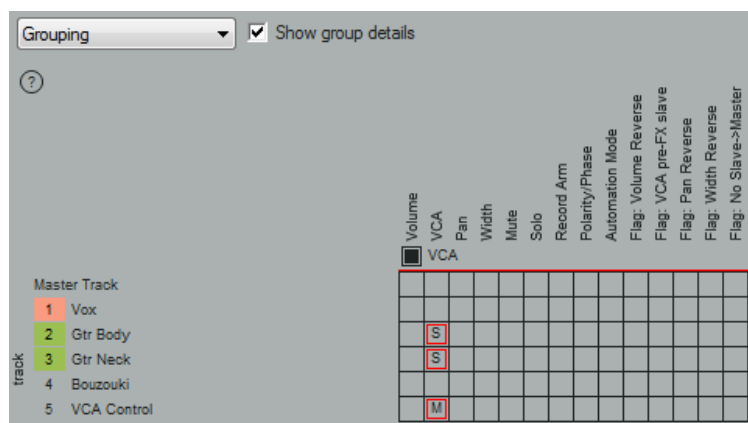 Grouping
Show group details
?
Volume
VCA
Pan
Width
Mute
Solo
Record Arm
Polarity/Phase
Automation Mode
Flag: Volume Reverse
Flag: VCA pre-FX slave
Flag: Pan Reverse
Flag: Width Reverse
Flag: No Slave->Master
VCA
Master Track
1 Vox
2 Gtr Body S
3 Gtr Neck S
track
4 Bouzouki
5 VCA Control M